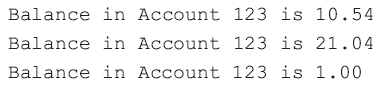 Balance in Account 123 is 10.54
Balance in Account 123 is 21.04
Balance in Account 123 is 1.00